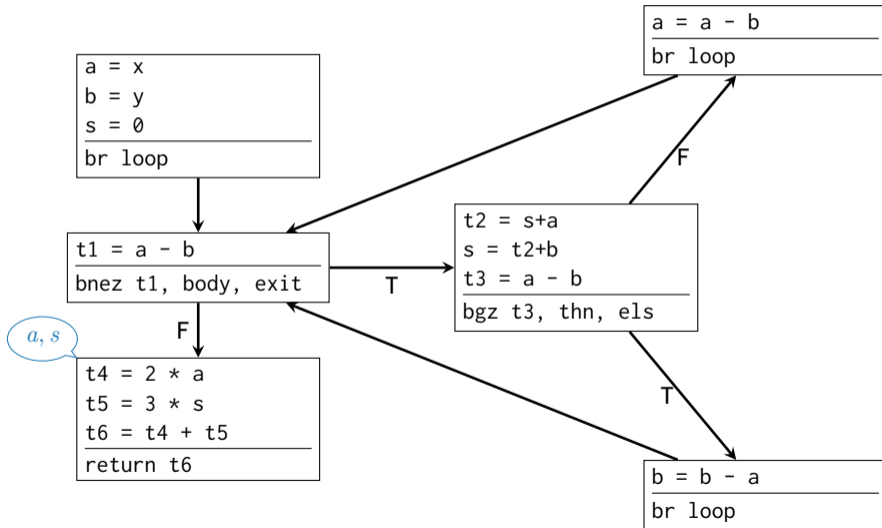 a = x
b = y
s = 0
br loop
a = a - b
br loop
F
t1 = a - b
bnez t1, body, exit
T
t2 = s+a
s = t2+b
t3 = a - b
bgz t3, thn, els
F
a, s
t4 = 2 * a
t5 = 3 * s
t6 = t4 + t5
return t6
T
b = b - a
br loop